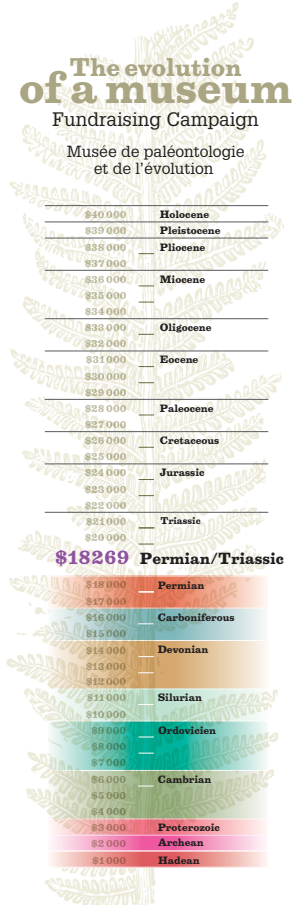 The evolution
of a museum
Fundraising Campaign
Musée de paléontologie
et de l'évolution
$40 000 Holocene
$39 000 Pleistocene
$38 000 Pliocene
$37 000
$36 000 Miocene
$35 000
$34 000
$33 000 Oligocene
$32 000
$31 000 Eocene
$30 000
$29 000
$28 000 Paleocene
$27 000
$26 000 Cretaceous
$25 000
$24 000 Jurassic
$23 000
$22 000
$21 000 Triassic
$20 000
$18269 Permian/Triassic
$18 000 Permian
$17 000
$16 000 Carboniferous
$15 000
$14 000 Devonian
$13 000
$12 000
$11 000 Silurian
$10 000
$9 000 Ordovicien
$8 000
$7 000
$6 000 Cambrian
$5 000
$4 000
$3 000 Proterozoic
$2 000 Archean
$1 000 Hadean